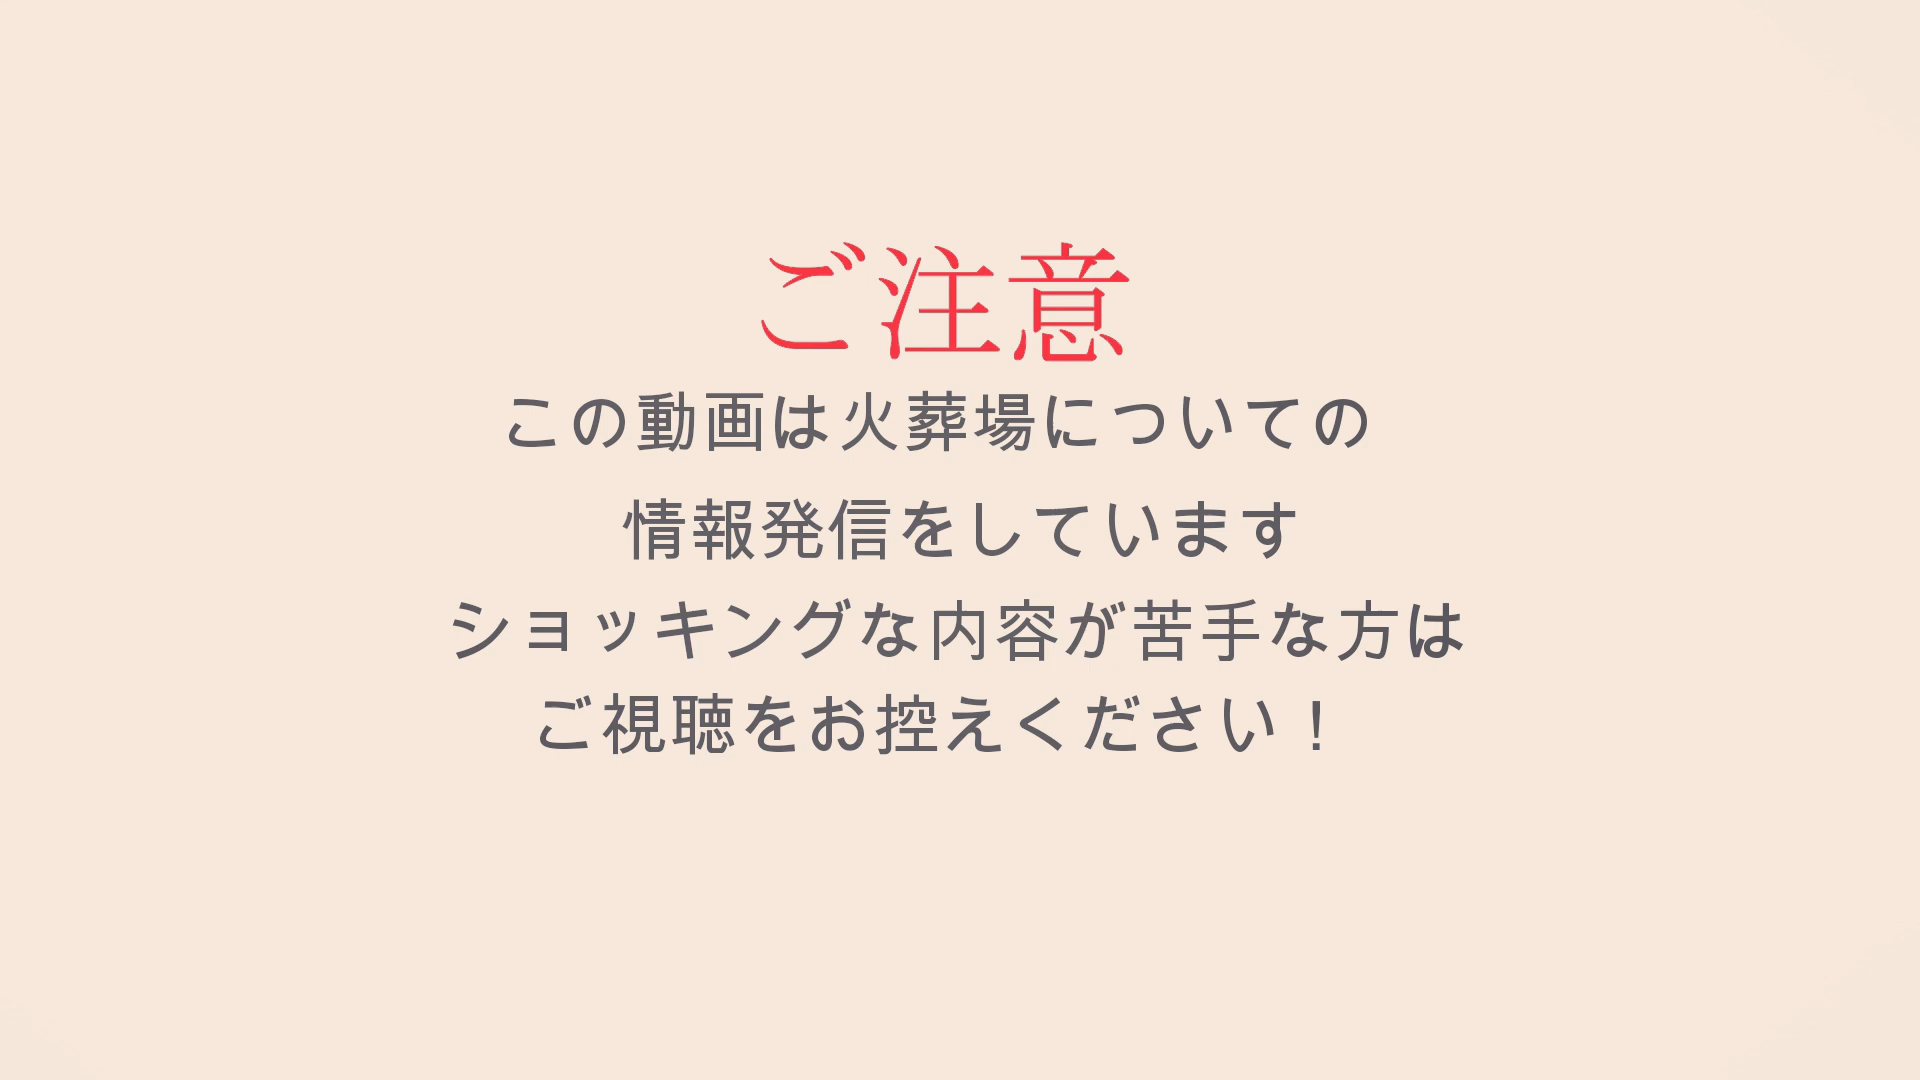 ご注意
この動画は火葬場についての
情報発信をしています
ショッキングな内容が苦手な方は
ご視聴をお控えください！